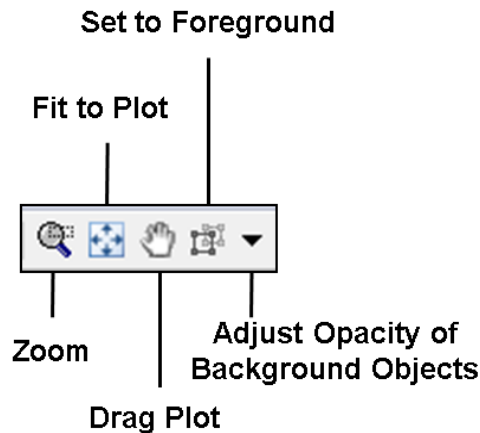 Set to Foreground
Fit to Plot
Zoom
Adjust Opacity of
Background Objects
Drag Plot